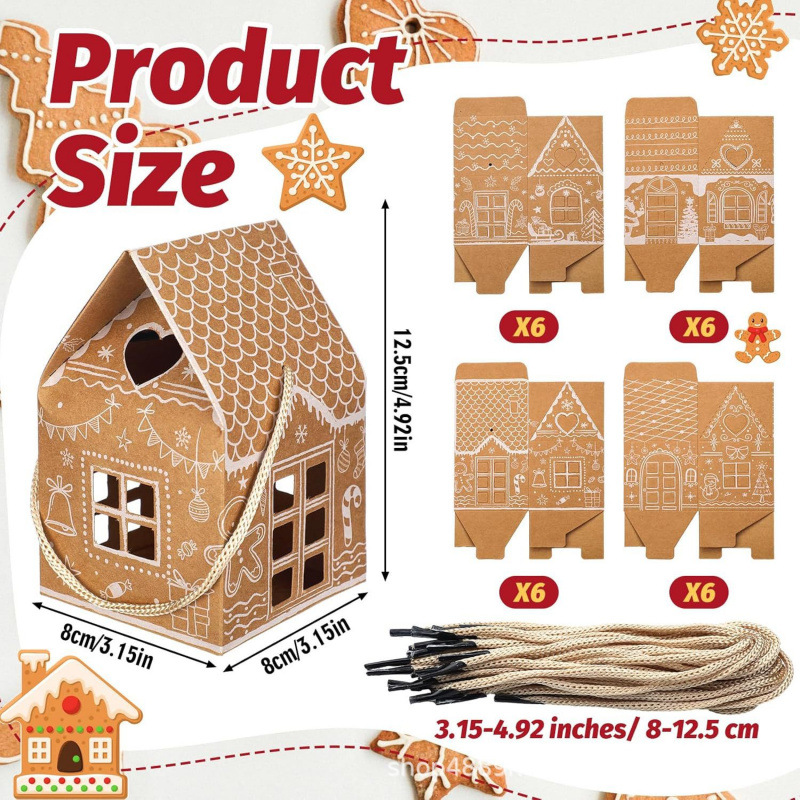 Product
Size
12.5cm/4.92in
8cm/3.15in
8cm/3.15in
X6
X6
X6
X6
3.15-4.92 inches/ 8-12.5 cm